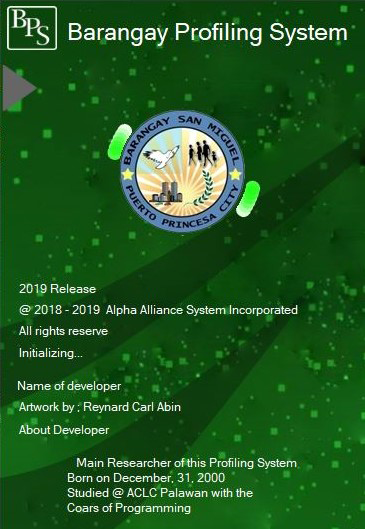 BPS
Barangay Profiling System
BARANGAY SAN MIGUEL
PUERTO PRINCESA CITY
2019 Release
@ 2018 - 2019 Alpha Alliance System Incorporated
All rights reserve
Initializing...
Name of developer
Artwork by ; Reynard Carl Abin
About Developer
Main Researcher of this Profiling System
Born on December, 31, 2000
Studied @ ACLC Palawan with the
Coars of Programming